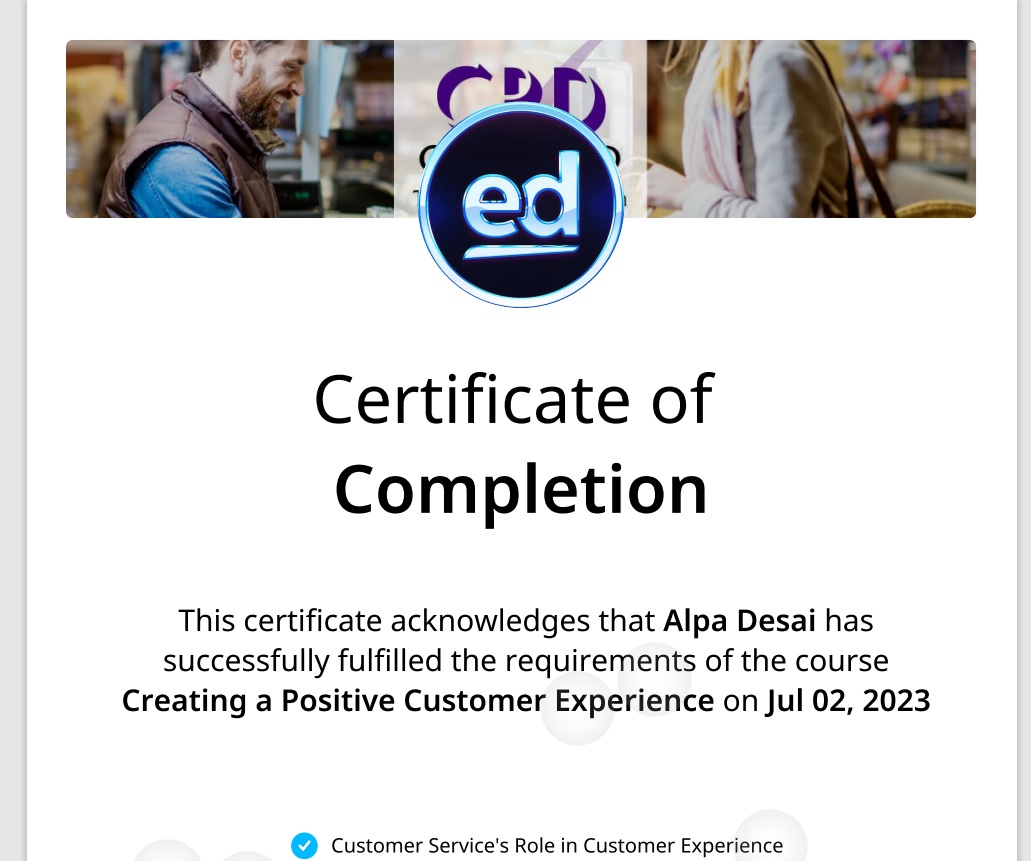 CPD
ed
Certificate of
Completion
This certificate acknowledges that Alpa Desai has
successfully fulfilled the requirements of the course
Creating a Positive Customer Experience on Jul 02, 2023
Customer Service's Role in Customer Experience